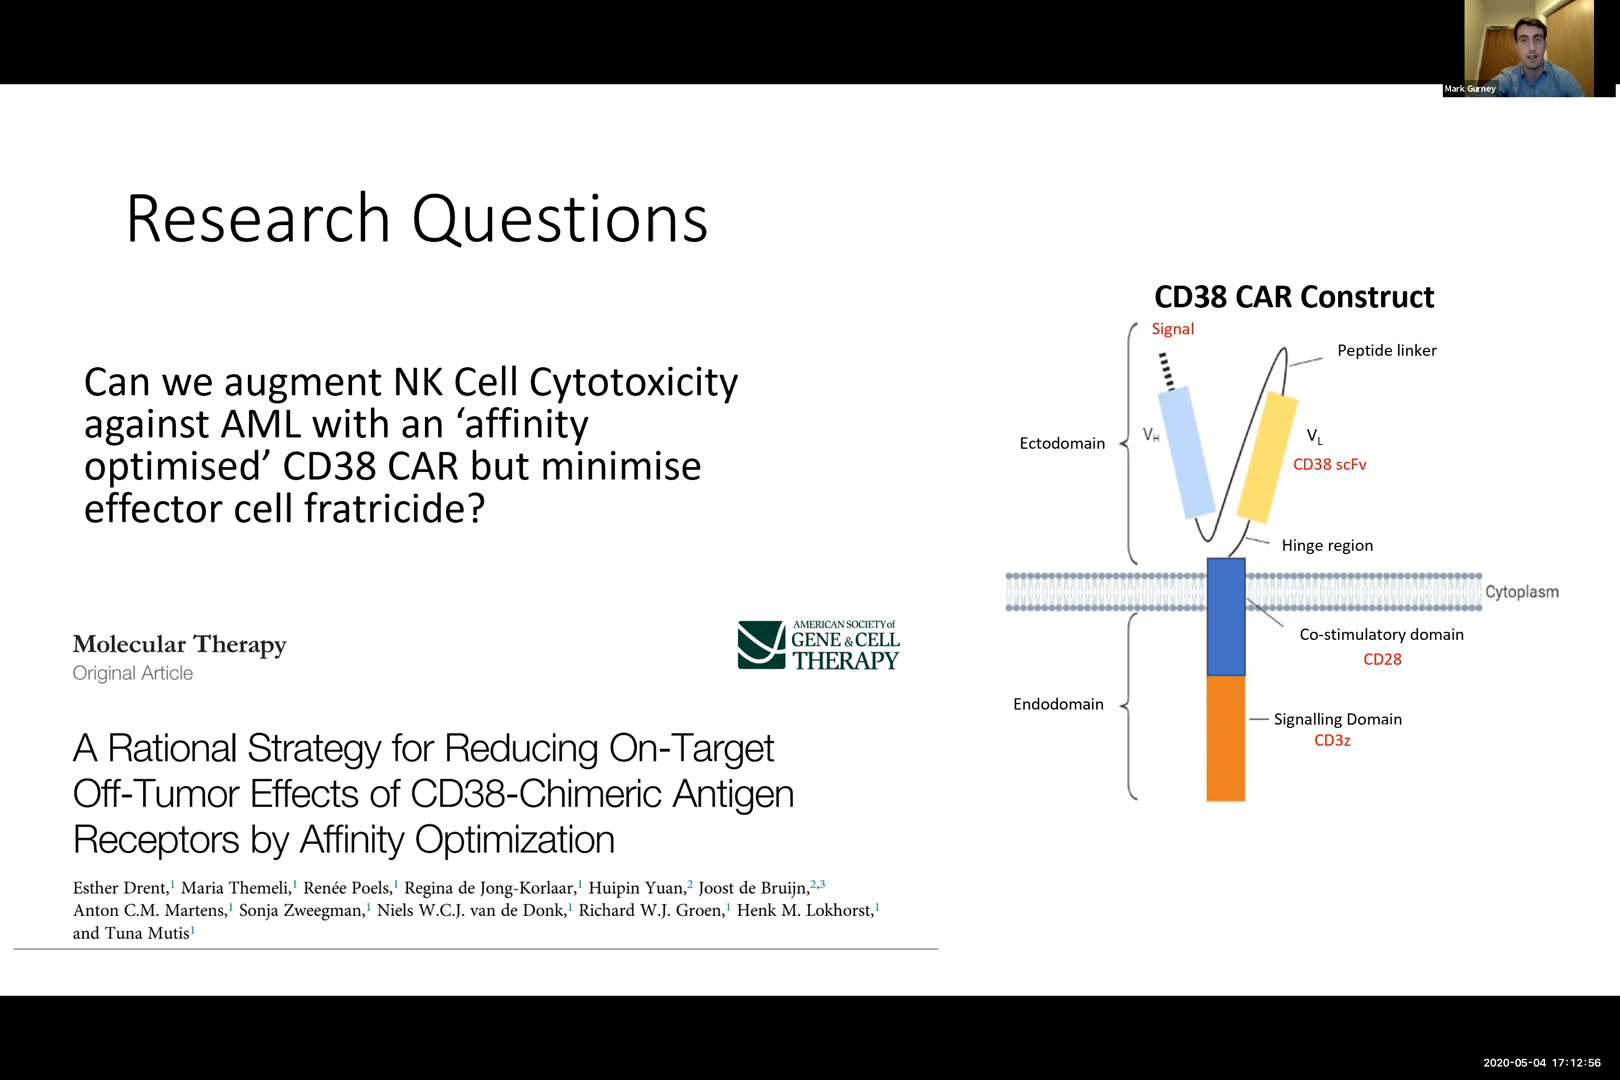 Mark Gurney
Research Questions
Can we augment NK Cell Cytotoxicity
against AML with an ‘affinity
optimised’ CD38 CAR but minimise
effector cell fratricide?
Molecular Therapy
Original Article
AMERICAN SOCIETY of
GENE & CELL
THERAPY
A Rational Strategy for Reducing On-Target
Off-Tumor Effects of CD38-Chimeric Antigen
Receptors by Affinity Optimization
Esther Drent,1 Maria Themeli,1 Renée Poels,1 Regina de Jong-Korlaar,1 Huipin Yuan,2 Joost de Bruijn,2,3
Anton C.M. Martens,1 Sonja Zweegman,1 Niels W.C.J. van de Donk,1 Richard W.J. Groen,1 Henk M. Lokhorst,1
and Tuna Mutis1
CD38 CAR Construct
Signal
Peptide linker
Ectodomain
VH
VL
CD38 scFv
Hinge region
Cytoplasm
Co-stimulatory domain
CD28
Endodomain
Signalling Domain
CD3z
2020-05-04 17:12:56